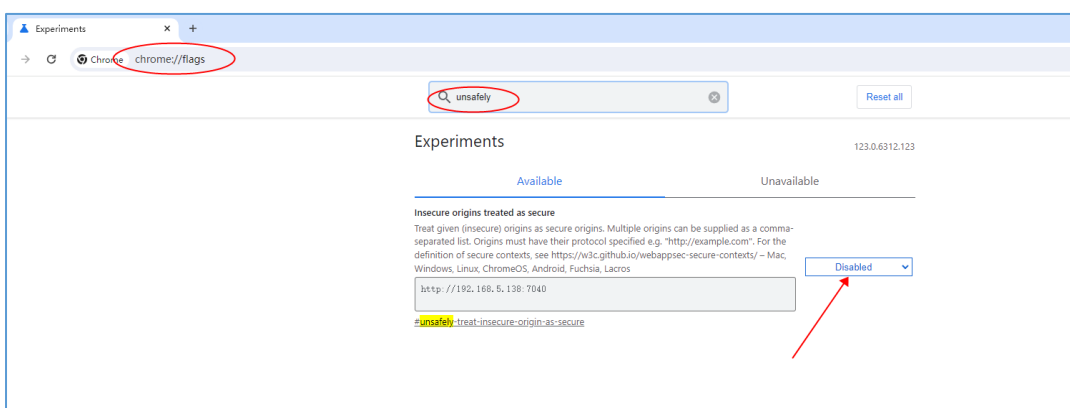 Experiments
Chrome chrome://flags
unsafely
Reset all
Experiments
123.0.6312.123
Available Unavailable
Insecure origins treated as secure
Treat given (insecure) origins as secure origins. Multiple origins can be supplied as a comma-
separated list. Origins must have their protocol specified e.g. "http://example.com". For the
definition of secure contexts, see https://w3c.github.io/webappsec-secure-contexts/ – Mac,
Windows, Linux, ChromeOS, Android, Fuchsia, Lacros
Disabled
http://192.168.5.138:7040
#unsafely-treat-insecure-origin-as-secure